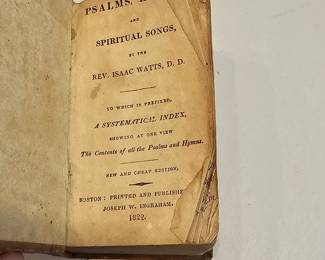 PSALMS,
AND
SPIRITUAL SONGS,
BY THE
REV. ISAAC WATTS, D. D.
TO WHICH IS PREFIXED,
A SYSTEMATICAL INDEX,
SHOWING AT ONE VIEW
The Contents of all the Psalms and Hymns.
NEW AND CHEAP EDITION.
BOSTON: PRINTED AND PUBLISHE
JOSEPH W. INGRAHAM.
1822.